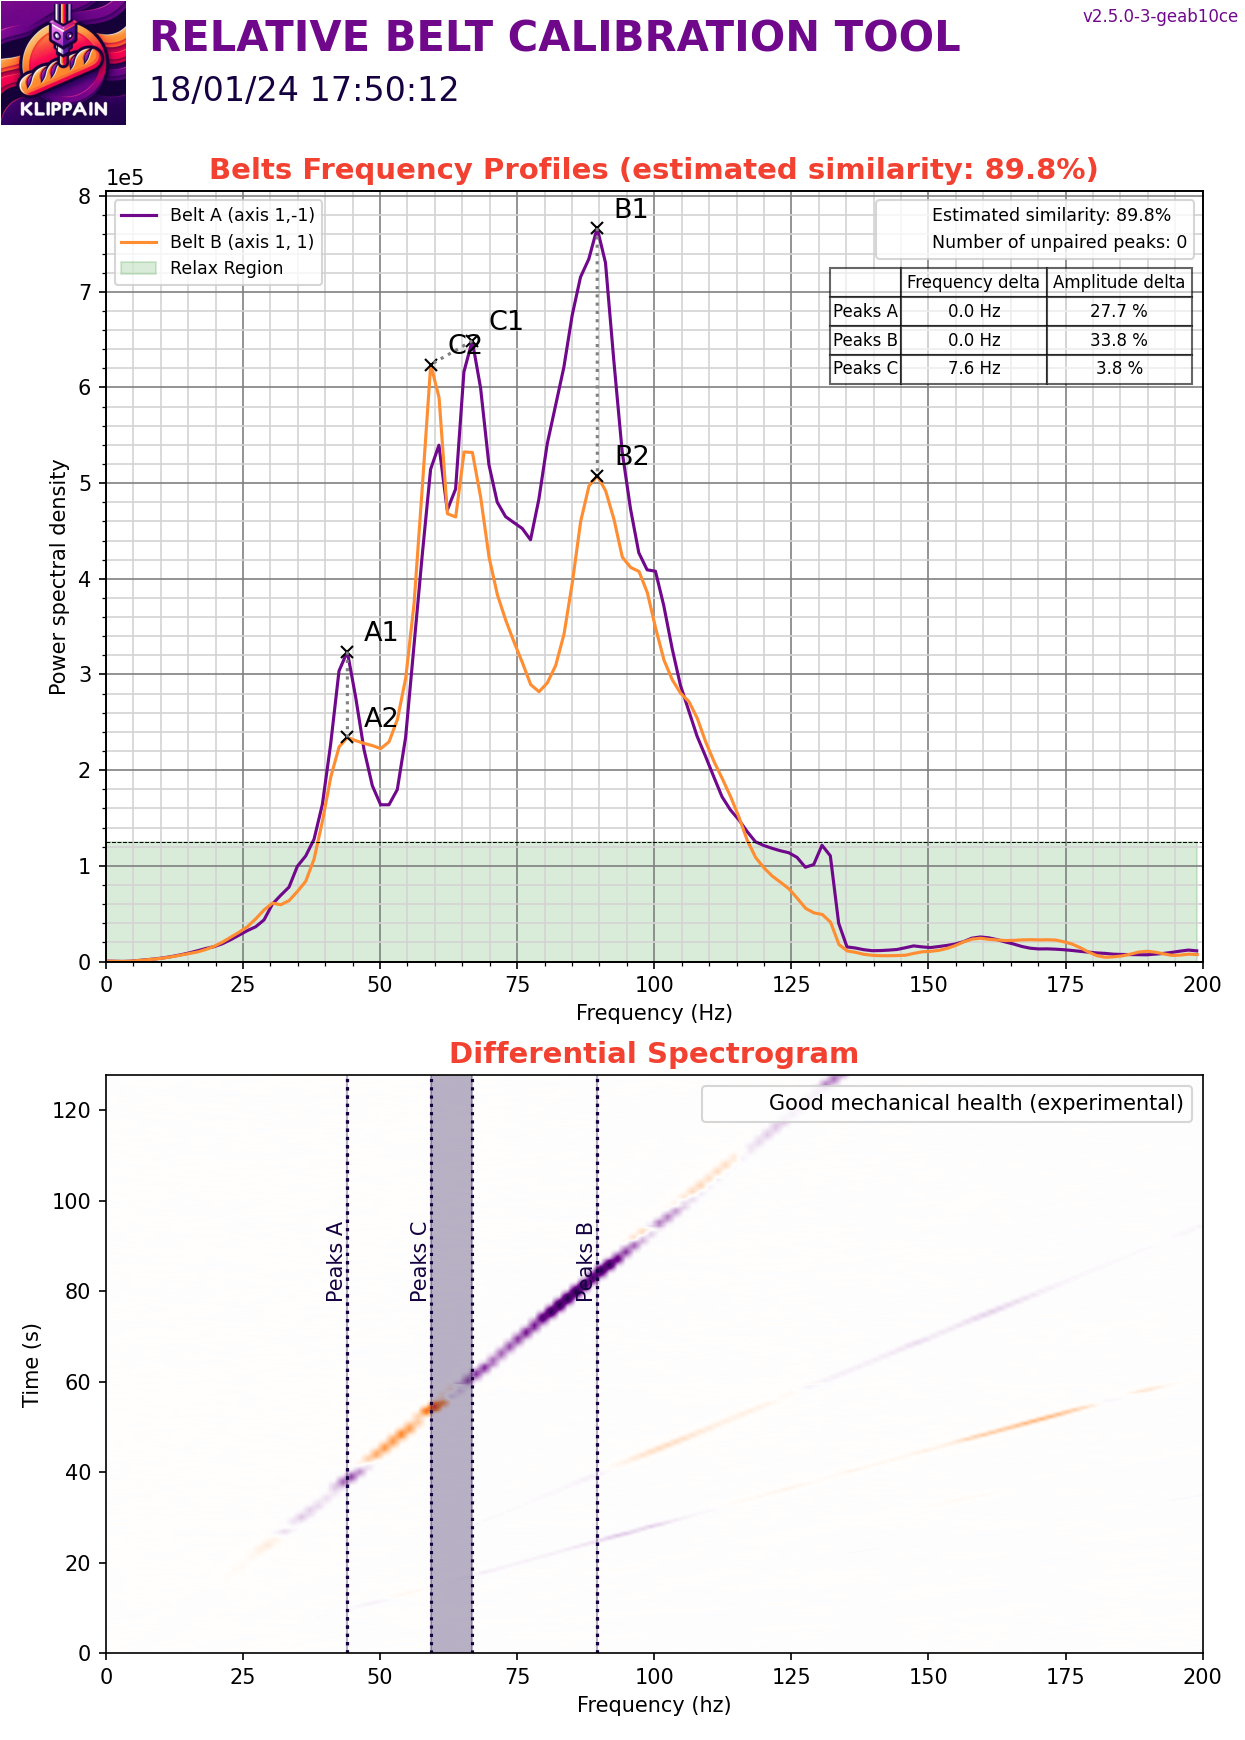 v2.5.0-3-geab10ce
RELATIVE BELT CALIBRATION TOOL
18/01/24 17:50:12
KLIPPAIN
Belts Frequency Profiles (estimated similarity: 89.8%)
1e5
Belt A (axis 1,-1)
Belt B (axis 1, 1)
Relax Region
Estimated similarity: 89.8%
Number of unpaired peaks: 0
Frequency delta Amplitude delta
Peaks A 0.0 Hz 27.7 %
Peaks B 0.0 Hz 33.8 %
Peaks C 7.6 Hz 3.8 %
B1
C1
C2
B2
A1
A2
8
7
6
5
4
3
2
1
0
Power spectral density
0 25 50 75 100 125 150 175 200
Frequency (Hz)
Differential Spectrogram
Good mechanical health (experimental)
Peaks A
Peaks C
Peaks B
120
100
80
60
40
20
0
Time (s)
0 25 50 75 100 125 150 175 200
Frequency (hz)